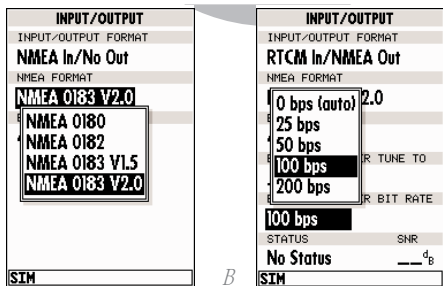 INPUT/OUTPUT
INPUT/OUTPUT FORMAT
NMEA In/No Out
NMEA FORMAT
NMEA 0183 V2.0
NMEA 0180
NMEA 0182
NMEA 0183 V1.5
NMEA 0183 V2.0
SIM
B
INPUT/OUTPUT
INPUT/OUTPUT FORMAT
RTCM In/NMEA Out
NMEA FORMAT
2.0
0 bps (auto)
25 bps
50 bps
100 bps
200 bps
R TUNE TO
R BIT RATE
100 bps
STATUS SNR
No Status __dB
SIM